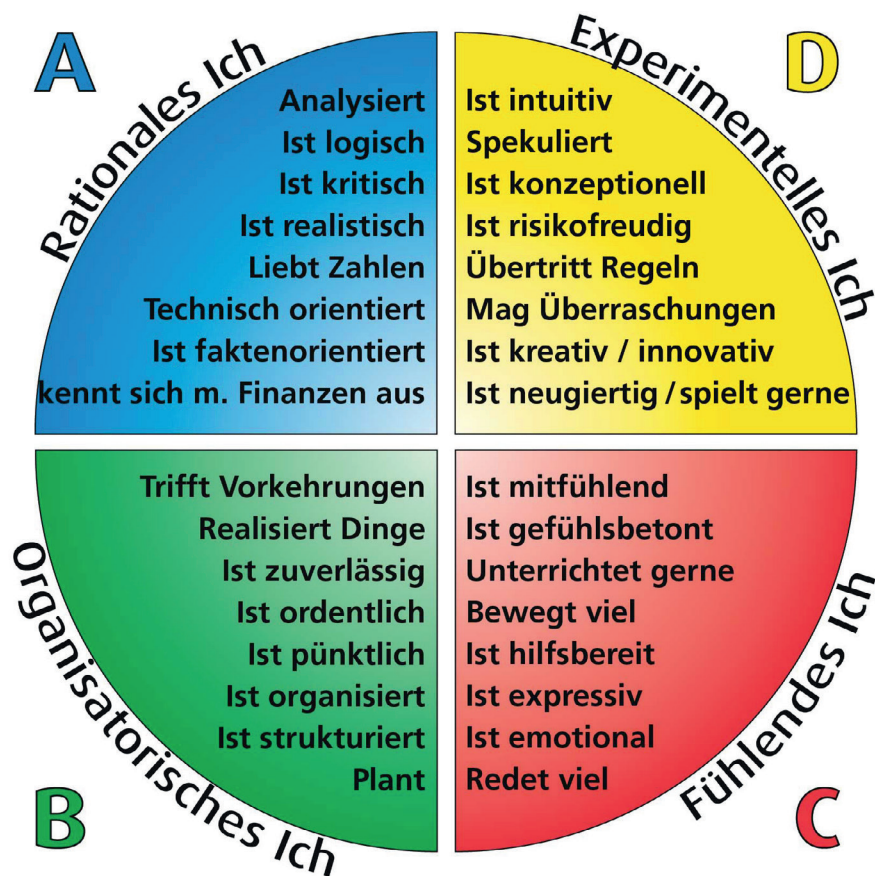 A
Rationales Ich
Analysiert
Ist logisch
Ist kritisch
Ist realistisch
Liebt Zahlen
Technisch orientiert
Ist faktenorientiert
kennt sich m. Finanzen aus
D
Experimentelles Ich
Ist intuitiv
Spekuliert
Ist konzeptionell
Ist risikofreudig
Übertritt Regeln
Mag Überraschungen
Ist kreativ / innovativ
Ist neugiertig / spielt gerne
B
Organisatorisches Ich
Trifft Vorkehrungen
Realisiert Dinge
Ist zuverlässig
Ist ordentlich
Ist pünktlich
Ist organisiert
Ist strukturiert
Plant
C
Fühlendes Ich
Ist mitfühlend
Ist gefühlsbetont
Unterrichtet gerne
Bewegt viel
Ist hilfsbereit
Ist expressiv
Ist emotional
Redet viel